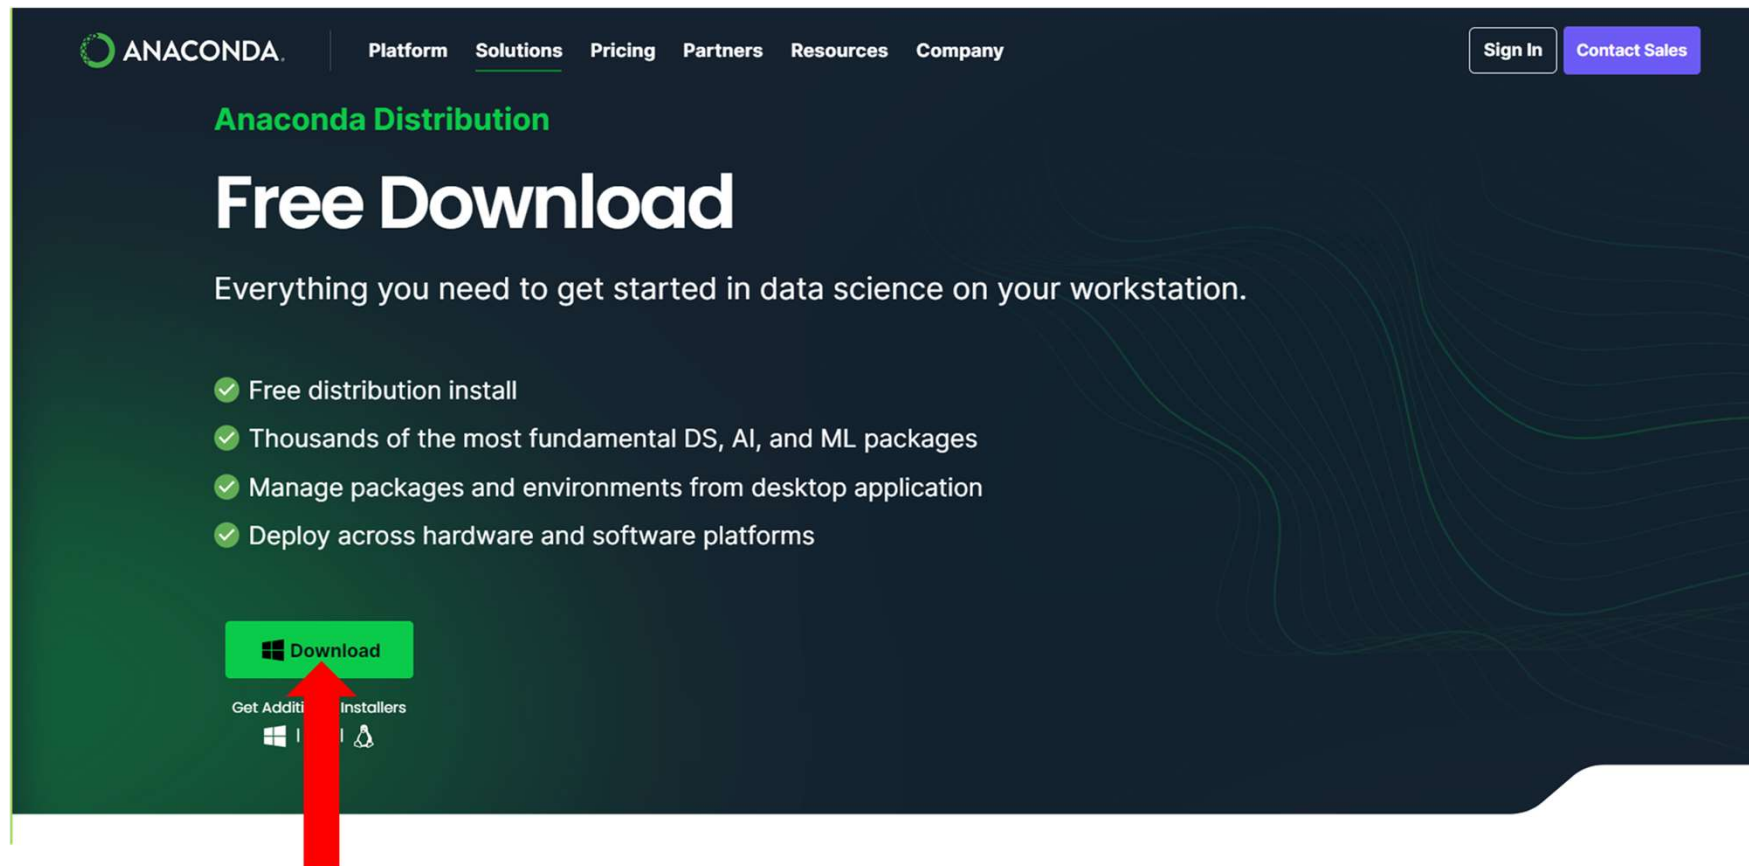 ANACONDA.
Platform Solutions Pricing Partners Resources Company
Sign In Contact Sales
Anaconda Distribution
Free Download
Everything you need to get started in data science on your workstation.
Free distribution install
Thousands of the most fundamental DS, AI, and ML packages
Manage packages and environments from desktop application
Deploy across hardware and software platforms
Download
Get Installers